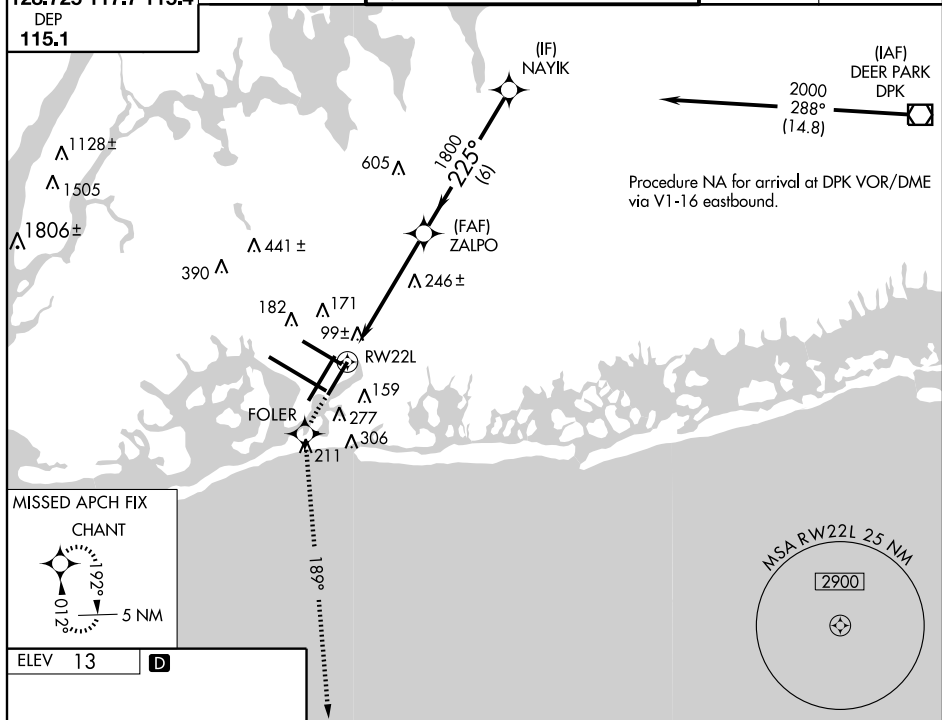 128.725 117.7 115.4
DEP
115.1
(IF)
NAYIK
(IAF)
DEER PARK
DPK
2000
288°
(14.8)
1128±
1505
1806±
605
1800
225°
(6)
Procedure NA for arrival at DPK VOR/DME
via V1-16 eastbound.
(FAF)
ZALPO
441±
390
246±
182
171
99±
RW22L
159
FOLER
277
306
211
MISSED APCH FIX
CHANT
192°
012°
5 NM
189°
MSA RW22L 25 NM
2900
ELEV 13
D